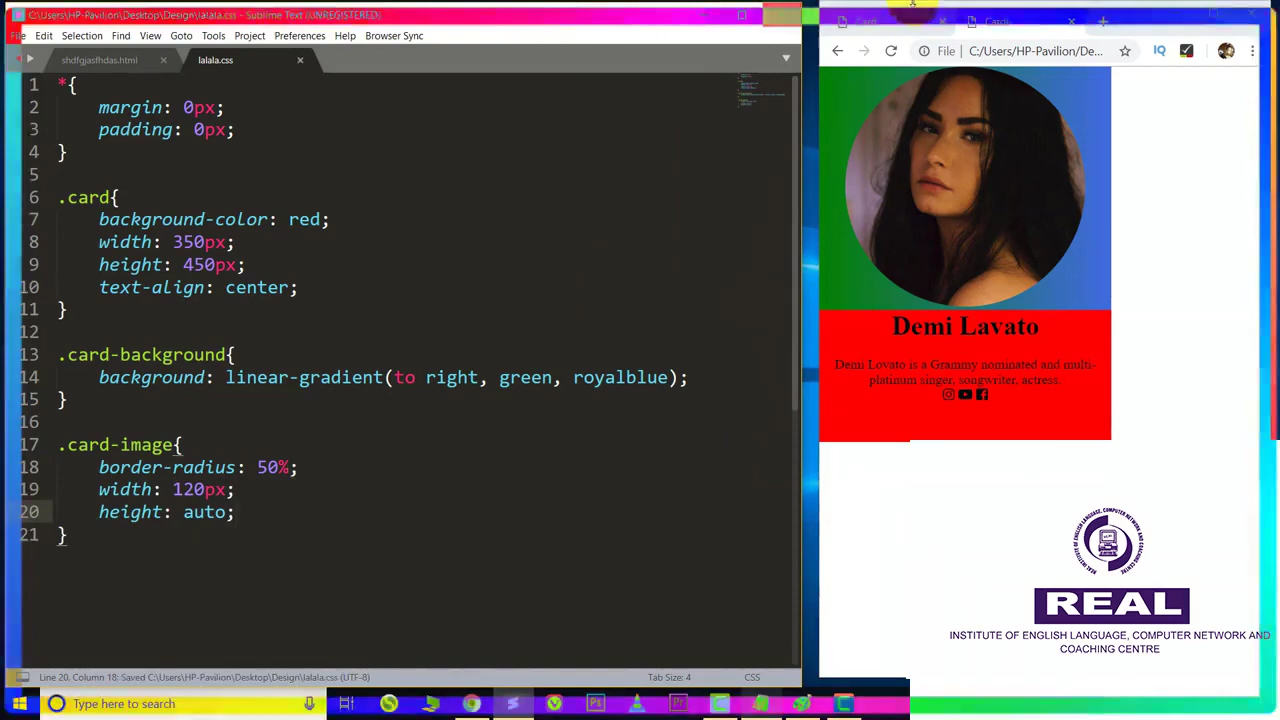 C:\Users\HP-Pavilion\Desktop\Design\lalala.css - Sublime Text (UNREGISTERED)
File Edit Selection Find View Goto Tools Project Preferences Help Browser Sync
shdfgjasfhdas.html
lalala.css
1 *{
2 margin: 0px;
3 padding: 0px;
4 }
5
6 .card{
7 background-color: red;
8 width: 350px;
9 height: 450px;
10 text-align: center;
11 }
12
13 .card-background{
14 background: linear-gradient(to right, green, royalblue);
15 }
16
17 .card-image{
18 border-radius: 50%;
19 width: 120px;
20 height: auto;
21 }
Line 20, Column 18: Saved C:\Users\HP-Pavilion\Desktop\Design\lalala.css (UTF-8)
Tab Size: 4
CSS
Type here to search
Card
File
C:/Users/HP-Pavilion/De...
IQ
Demi Lavato
Demi Lovato is a Grammy nominated and multi-
platinum singer, songwriter, actress.
REAL
INSTITUTE OF ENGLISH LANGUAGE, COMPUTER NETWORK AND
COACHING CENTRE